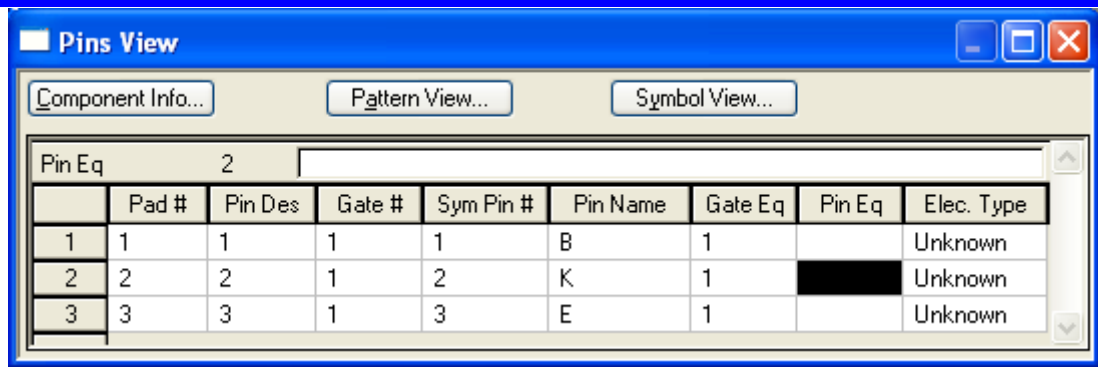 Pins View
Component Info... Pattern View... Symbol View...
Pin Eq 2
Pad # Pin Des Gate # Sym Pin # Pin Name Gate Eq Pin Eq Elec. Type
1 1 1 1 1 B 1 Unknown
2 2 2 1 2 K 1 Unknown
3 3 3 1 3 E 1 Unknown